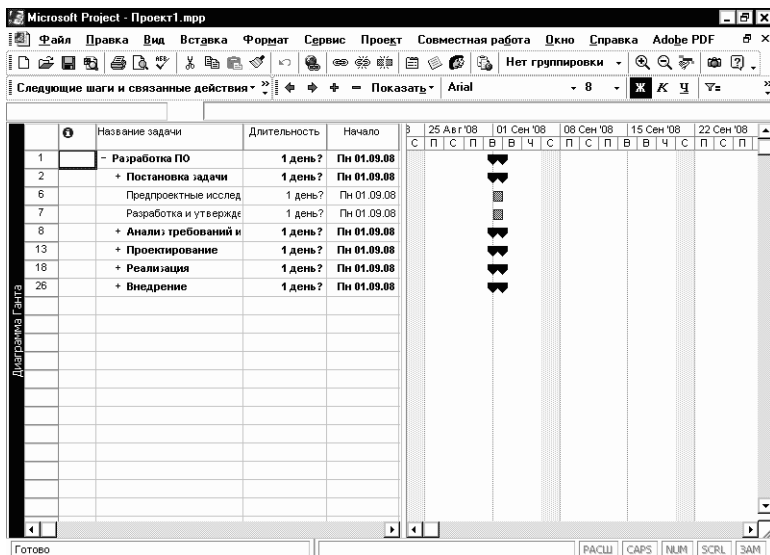 Microsoft Project - Проект1.mpp
Файл Правка Вид Вставка Формат Сервис Проект Совместная работа Окно Справка Adobe PDF
Нет группировки
Следующие шаги и связанные действия Показать Arial 8 Ж К Ч
Название задачи Длительность Начало 3 25 Авг '08 01 Сен '08 08 Сен '08 15 Сен '08 22 Сен '08
С П С П В В Ч С П С П В В Ч С П С П
1 − Разработка ПО 1 день? Пн 01.09.08
2 + Постановка задачи 1 день? Пн 01.09.08
6 Предпроектные исслед 1 день? Пн 01.09.08
7 Разработка и утвержде 1 день? Пн 01.09.08
8 + Анализ требований и 1 день? Пн 01.09.08
13 + Проектирование 1 день? Пн 01.09.08
18 + Реализация 1 день? Пн 01.09.08
26 + Внедрение 1 день? Пн 01.09.08
Диаграмма Ганта
Готово РАСШ CAPS NUM SCRL ЗАМ